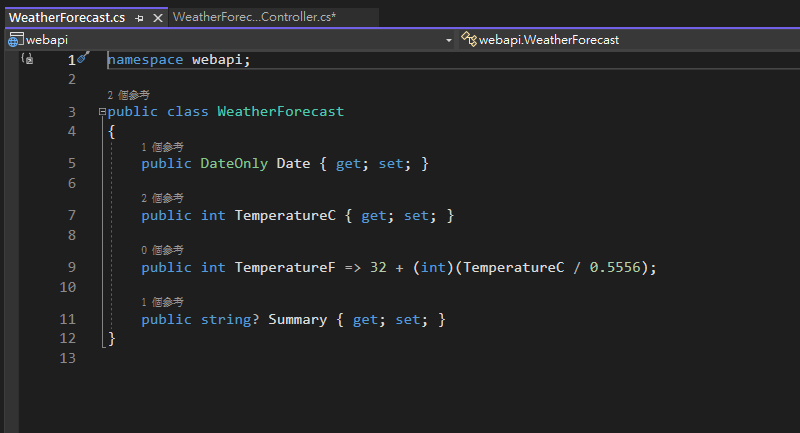 WeatherForecast.cs
WeatherForec...Controller.cs*
webapi
webapi.WeatherForecast
1 namespace webapi;
2
2 個參考
3 public class WeatherForecast
4 {
1 個參考
5 public DateOnly Date { get; set; }
6
2 個參考
7 public int TemperatureC { get; set; }
8
0 個參考
9 public int TemperatureF => 32 + (int)(TemperatureC / 0.5556);
10
1 個參考
11 public string? Summary { get; set; }
12 }
13